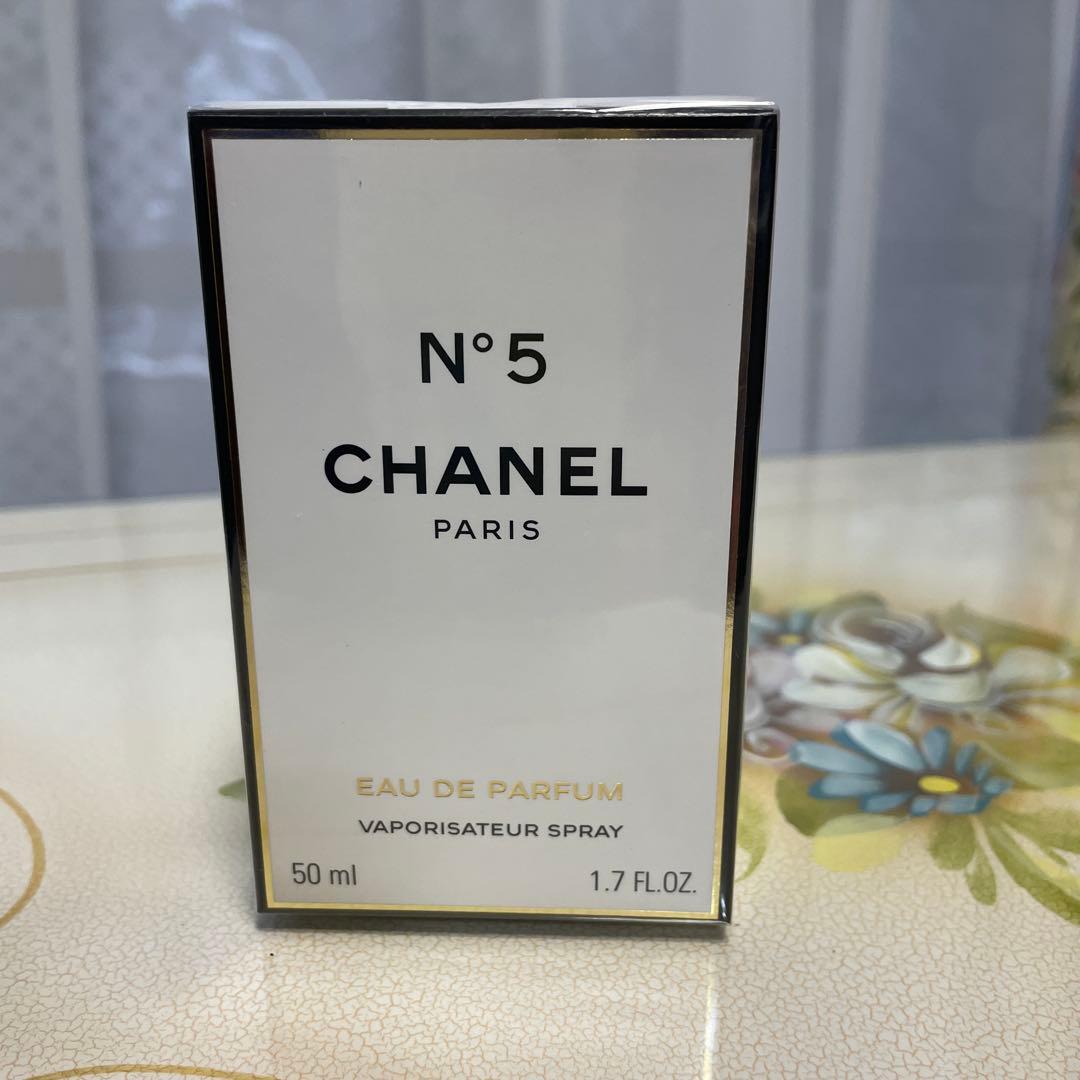 N°5
CHANEL
PARIS
EAU DE PARFUM
VAPORISATEUR SPRAY
50 ml 1.7 FL.OZ.